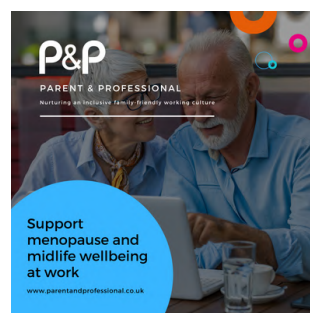 P&P
PARENT & PROFESSIONAL
Nurturing an inclusive family-friendly working culture
Support
menopause and
midlife wellbeing
at work
www.parentandprofessional.co.uk